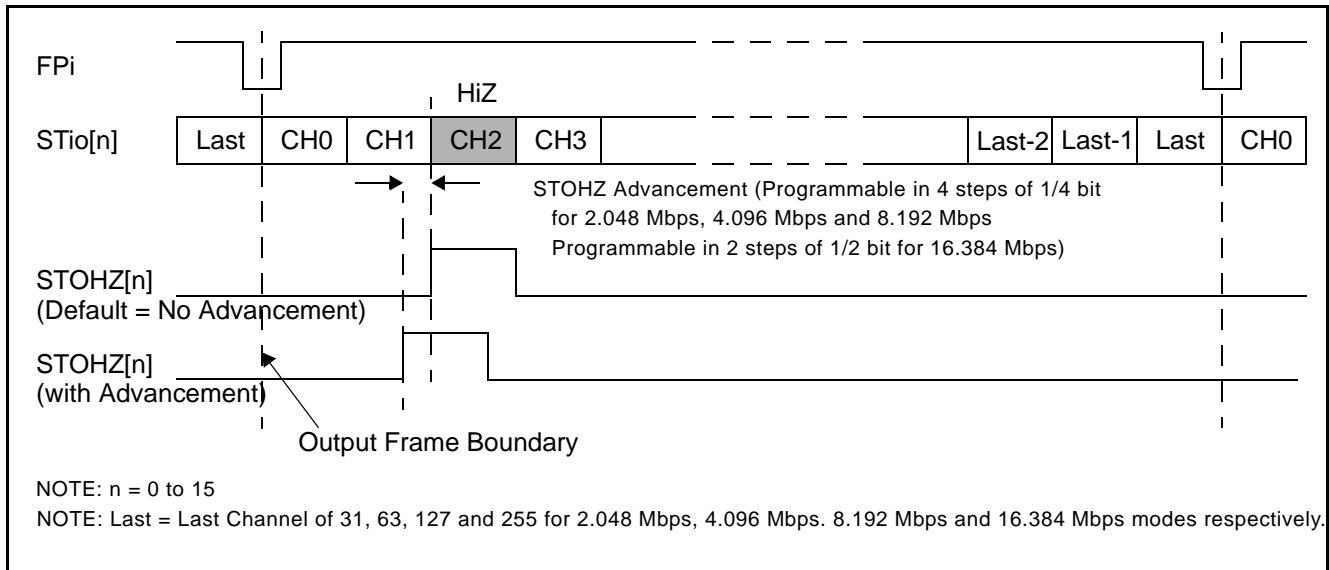 FPi
HiZ
STio[n] Last CH0 CH1 CH2 CH3 Last-2 Last-1 Last CH0
STOHZ Advancement (Programmable in 4 steps of 1/4 bit
for 2.048 Mbps, 4.096 Mbps and 8.192 Mbps
Programmable in 2 steps of 1/2 bit for 16.384 Mbps)
STOHZ[n]
(Default = No Advancement)
STOHZ[n]
(with Advancement)
Output Frame Boundary
NOTE: n = 0 to 15
NOTE: Last = Last Channel of 31, 63, 127 and 255 for 2.048 Mbps, 4.096 Mbps. 8.192 Mbps and 16.384 Mbps modes respectively.